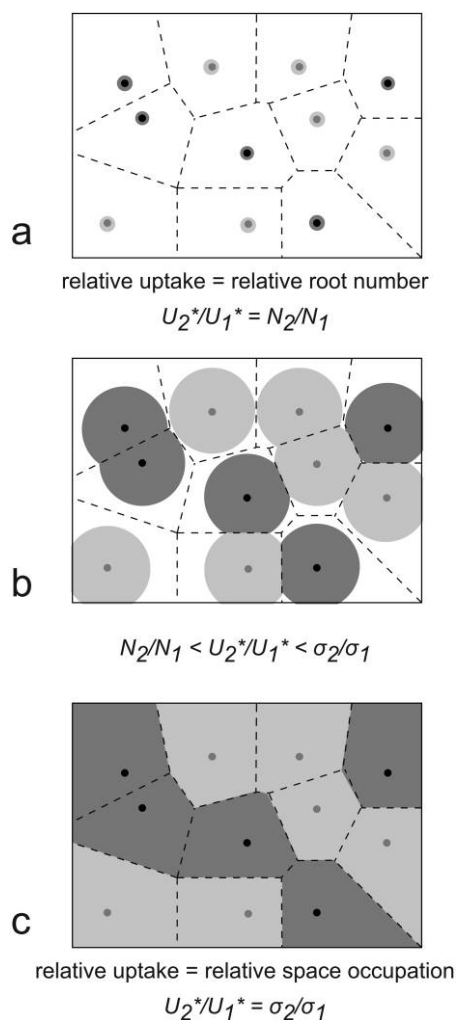 a
relative uptake = relative root number
U₂*/U₁* = N₂/N₁
b
N₂/N₁ < U₂*/U₁* < σ₂/σ₁
c
relative uptake = relative space occupation
U₂*/U₁* = σ₂/σ₁